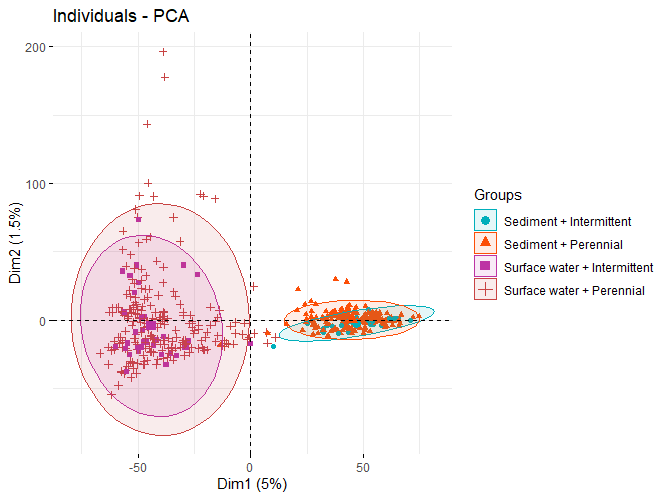 Individuals - PCA
200
100
0
-50
0
50
Dim1 (5%)
Dim2 (1.5%)
Groups
Sediment + Intermittent
Sediment + Perennial
Surface water + Intermittent
Surface water + Perennial